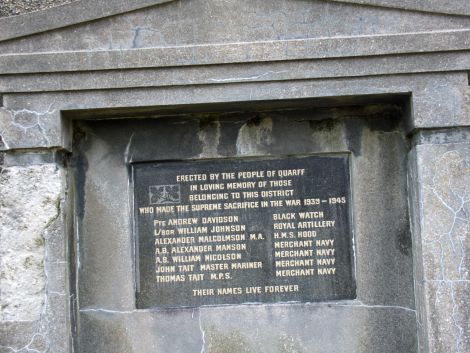 ERECTED BY THE PEOPLE OF QUARFF
IN LOVING MEMORY OF THOSE
BELONGING TO THIS DISTRICT
WHO MADE THE SUPREME SACRIFICE IN THE WAR 1939-1945
PTE ANDREW DAVIDSON BLACK WATCH
L/BDR WILLIAM JOHNSON ROYAL ARTILLERY
ALEXANDER MALCOLMSON M.A. H.M.S. HOOD
A.B. ALEXANDER MANSON MERCHANT NAVY
A.B. WILLIAM NICOLSON MERCHANT NAVY
JOHN TAIT MASTER MARINER MERCHANT NAVY
THOMAS TAIT M.P.S. MERCHANT NAVY
THEIR NAMES LIVE FOREVER